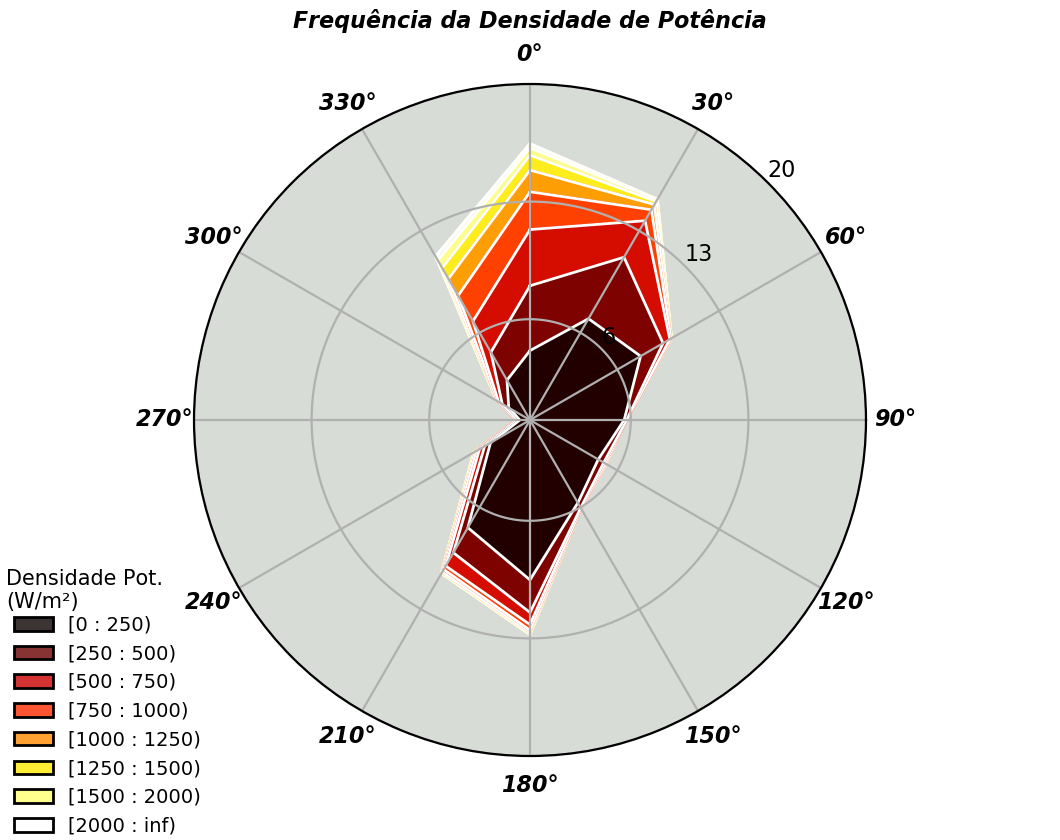 Frequência da Densidade de Potência
0°
330°
30°
20
300°
60°
13
6
270°
90°
240°
120°
210°
150°
180°
Densidade Pot.
(W/m²)
[0 : 250)
[250 : 500)
[500 : 750)
[750 : 1000)
[1000 : 1250)
[1250 : 1500)
[1500 : 2000)
[2000 : inf)